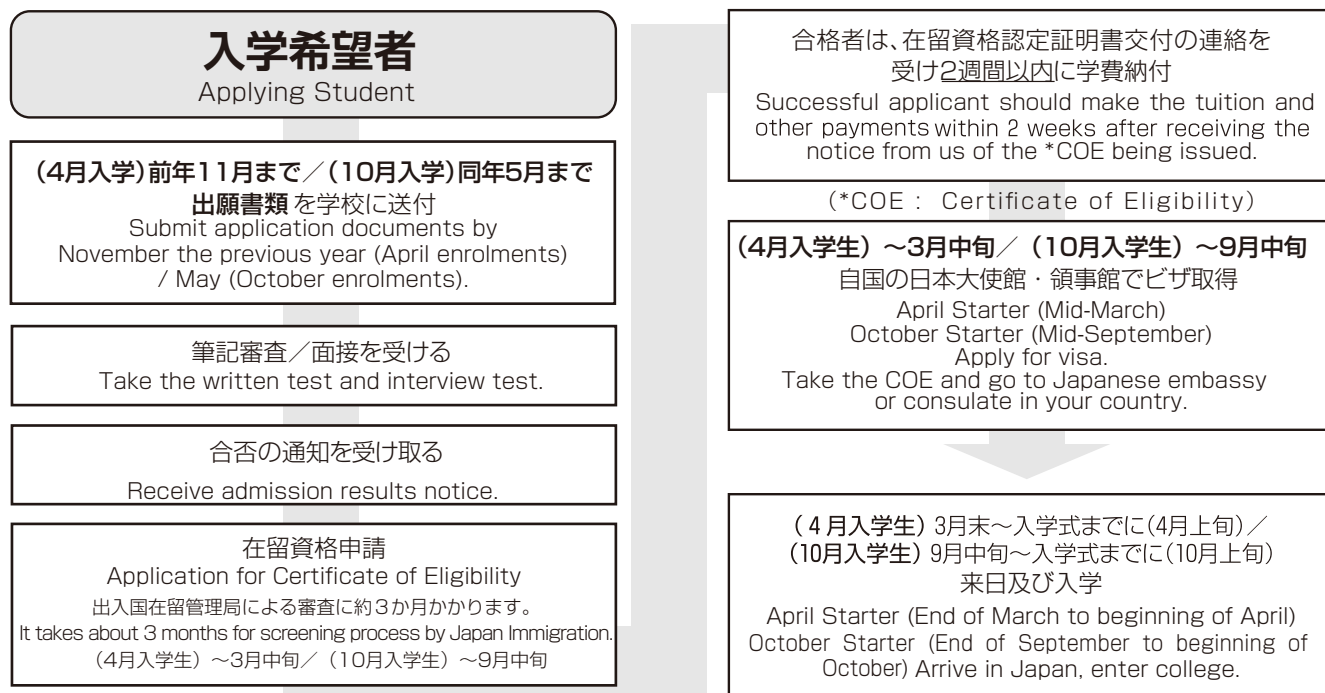 入学希望者
Applying Student
(4月入学)前年11月まで/(10月入学)同年5月まで
出願書類 を学校に送付
Submit application documents by
November the previous year (April enrolments)
/ May (October enrolments).
筆記審査/面接を受ける
Take the written test and interview test.
合否の通知を受け取る
Receive admission results notice.
在留資格申請
Application for Certificate of Eligibility
出入国在留管理局による審査に約3か月かかります。
It takes about 3 months for screening process by Japan Immigration.
(4月入学生)〜3月中旬/(10月入学生)〜9月中旬
合格者は、在留資格認定証明書交付の連絡を
受け2週間以内に学費納付
Successful applicant should make the tuition and
other payments within 2 weeks after receiving the
notice from us of the *COE being issued.
(*COE : Certificate of Eligibility)
(4月入学生)〜3月中旬/(10月入学生)〜9月中旬
自国の日本大使館・領事館でビザ取得
April Starter (Mid-March)
October Starter (Mid-September)
Apply for visa.
Take the COE and go to Japanese embassy
or consulate in your country.
(4月入学生)3月末〜入学式までに(4月上旬)/
(10月入学生)9月中旬〜入学式までに(10月上旬)
来日及び入学
April Starter (End of March to beginning of April)
October Starter (End of September to beginning of
October) Arrive in Japan, enter college.